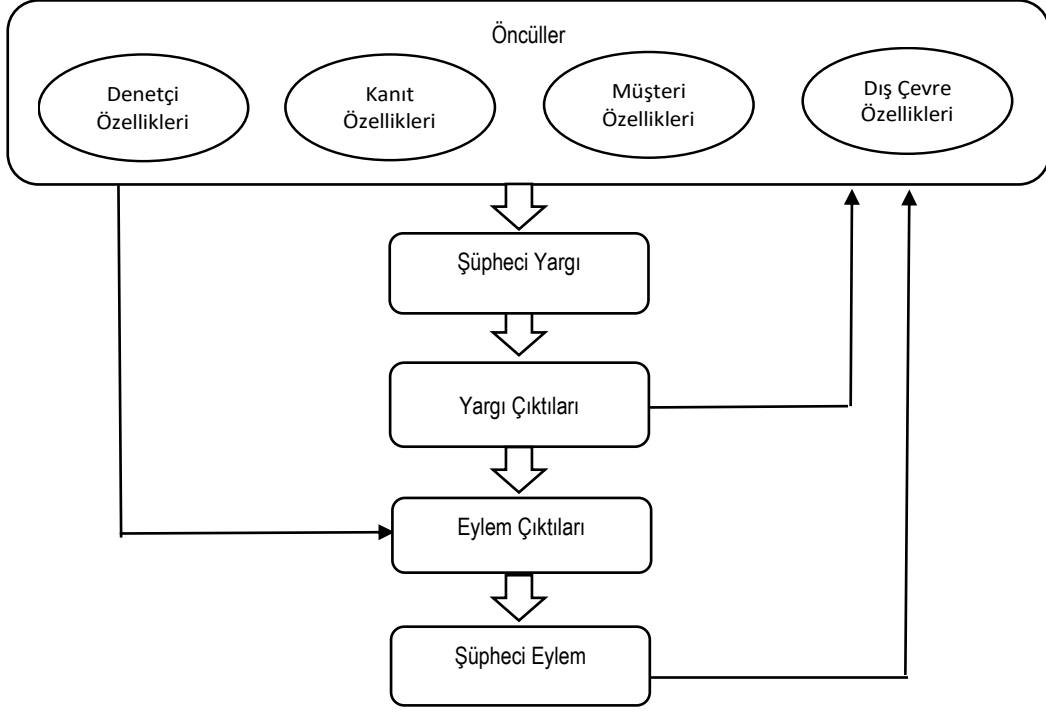 Öncüller
Denetçi
Özellikleri
Kanıt
Özellikleri
Müşteri
Özellikleri
Dış Çevre
Özellikleri
Şüpheci Yargı
Yargı Çıktıları
Eylem Çıktıları
Şüpheci Eylem